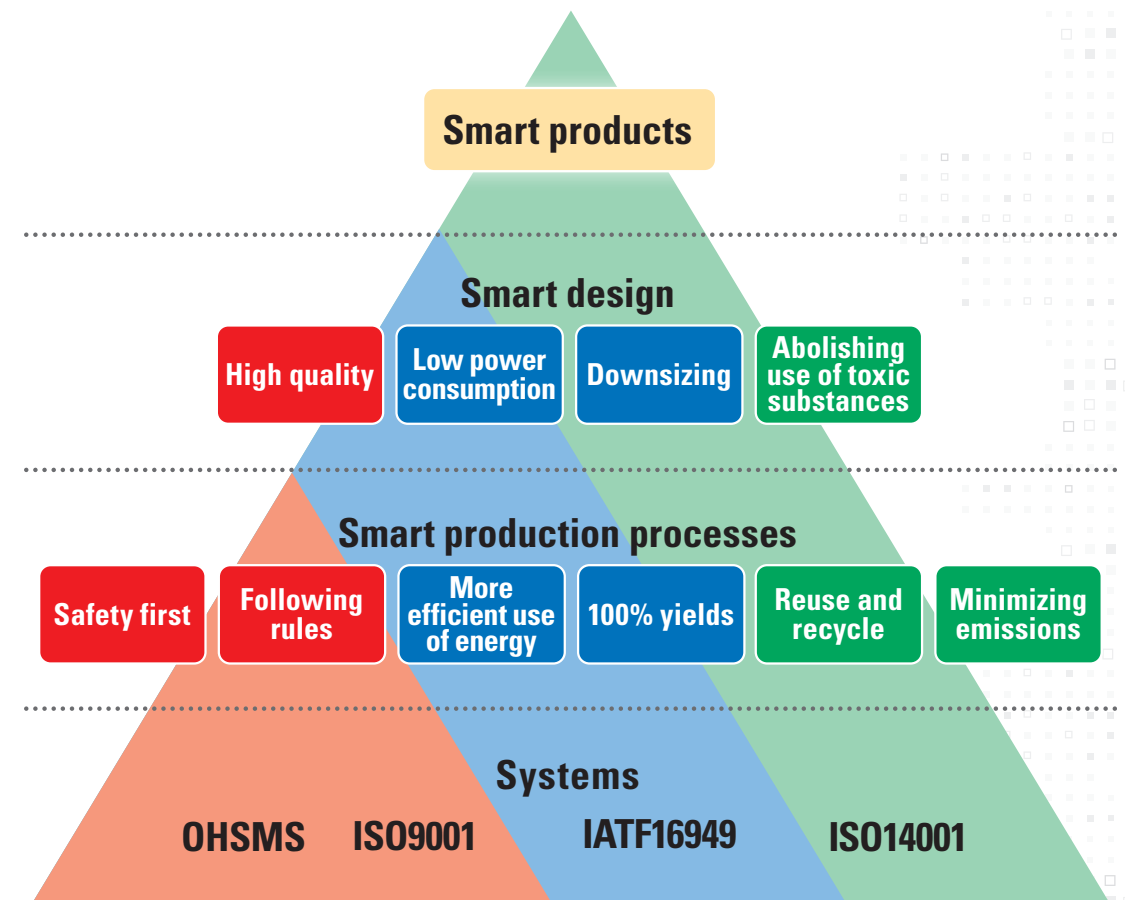 Smart products
Smart design
High quality
Low power
consumption
Downsizing
Abolishing
use of toxic
substances
Smart production processes
Safety first
Following
rules
More
efficient use
of energy
100% yields
Reuse and
recycle
Minimizing
emissions
Systems
OHSMS
ISO9001
IATF16949
ISO14001